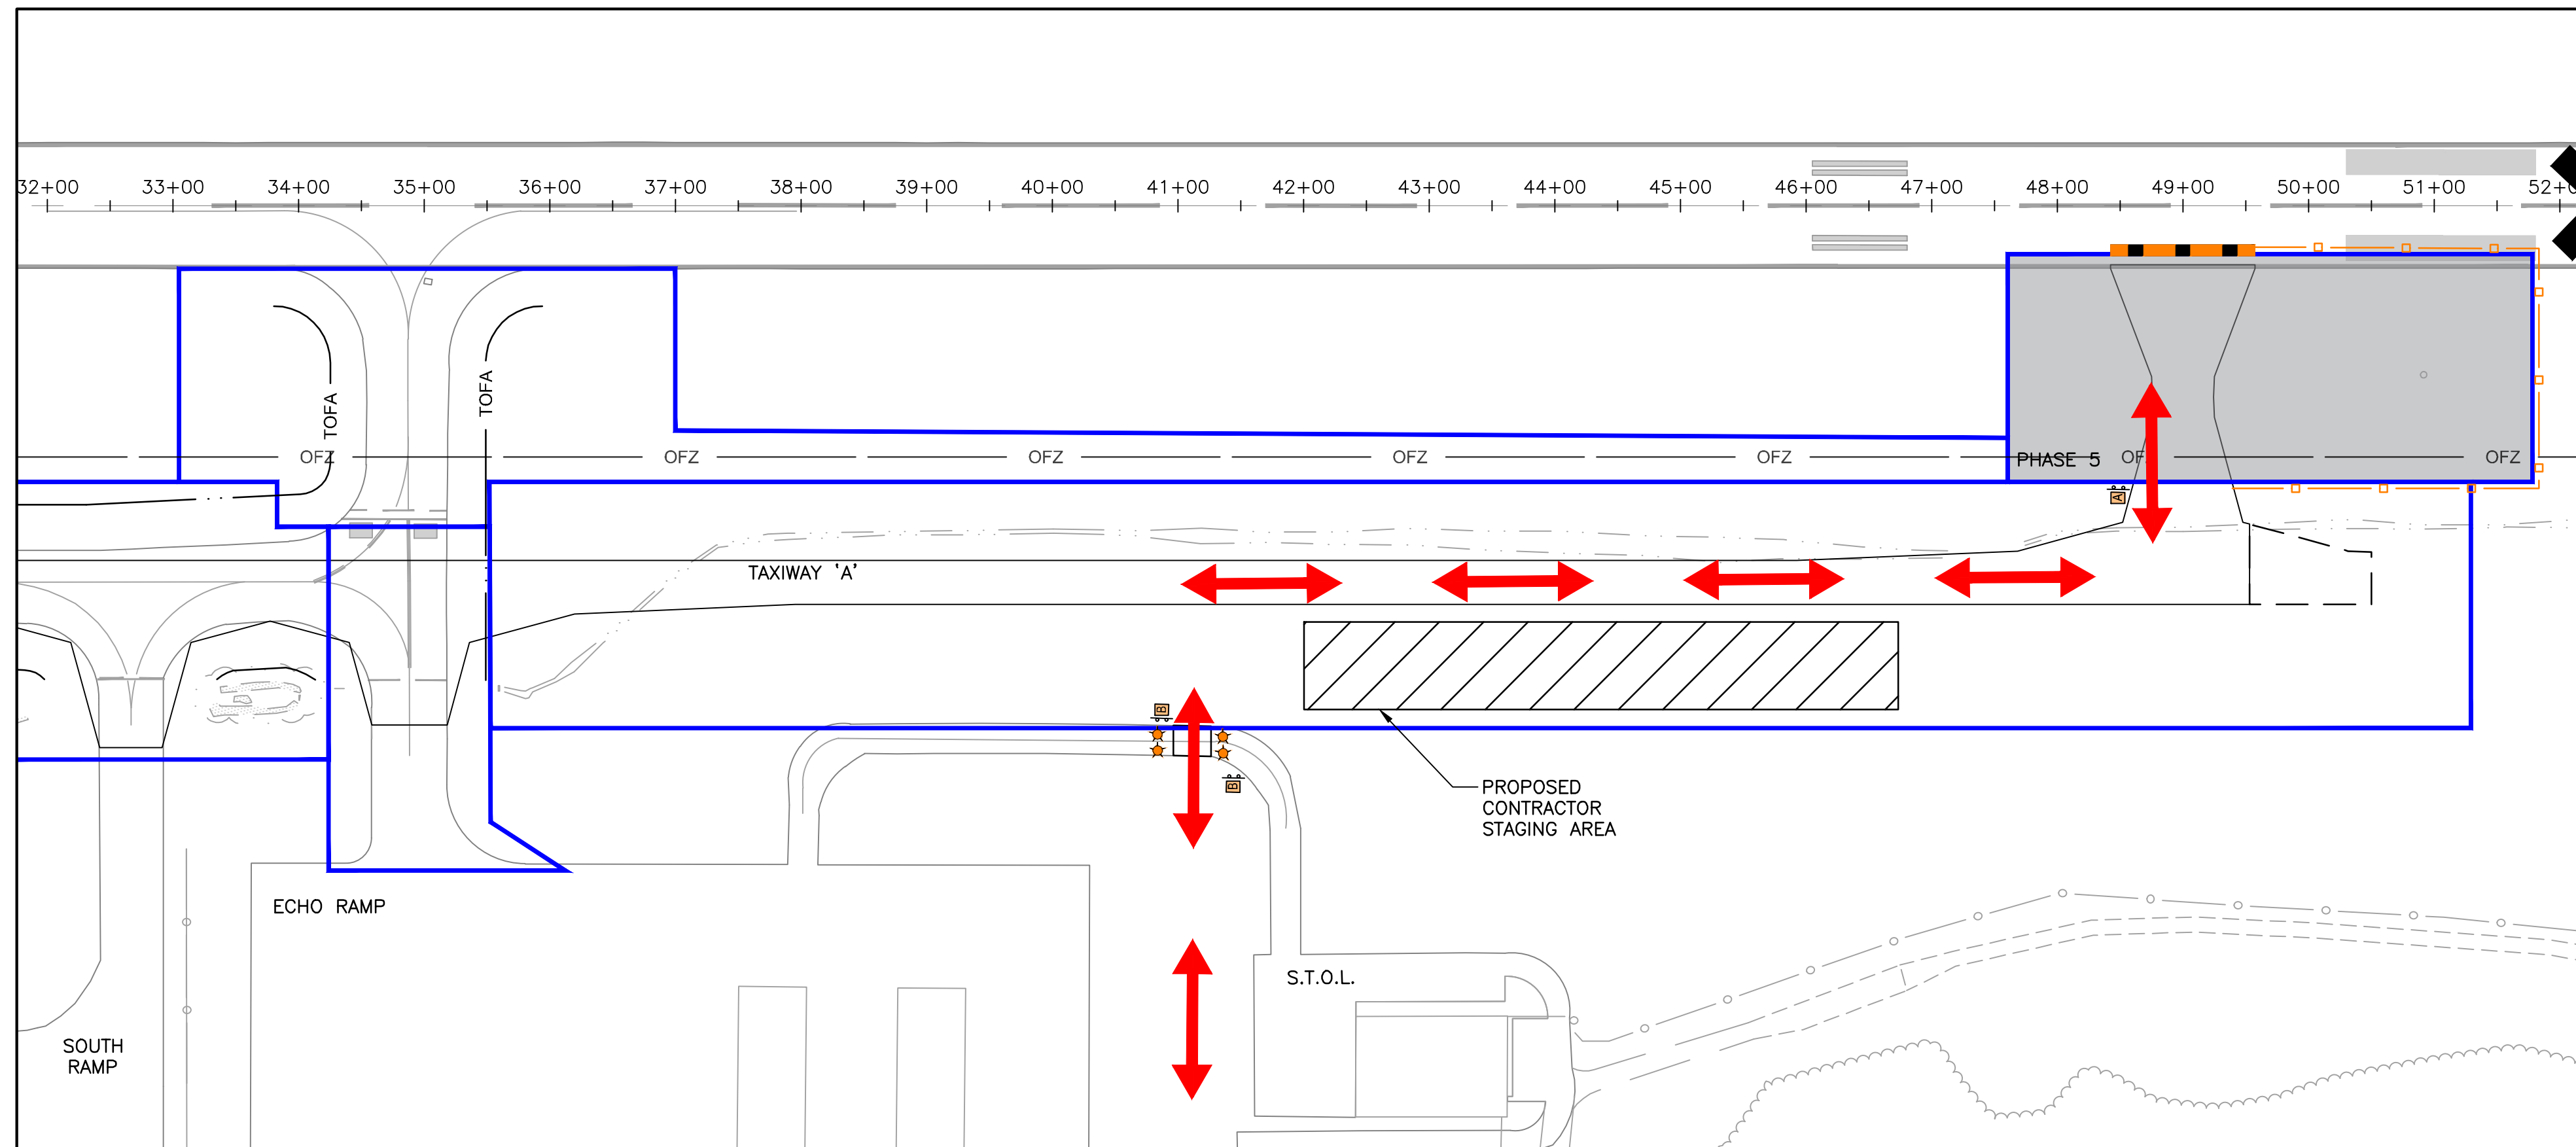 32+00 33+00 34+00 35+00 36+00 37+00 38+00 39+00 40+00 41+00 42+00 43+00 44+00 45+00 46+00 47+00 48+00 49+00 50+00 51+00
TOFA
TOFA
OFZ OFZ OFZ OFZ OFZ PHASE 5 OFZ
A
TAXIWAY 'A'
B
B
PROPOSED
CONTRACTOR
STAGING AREA
ECHO RAMP
S.T.O.L.
SOUTH
RAMP